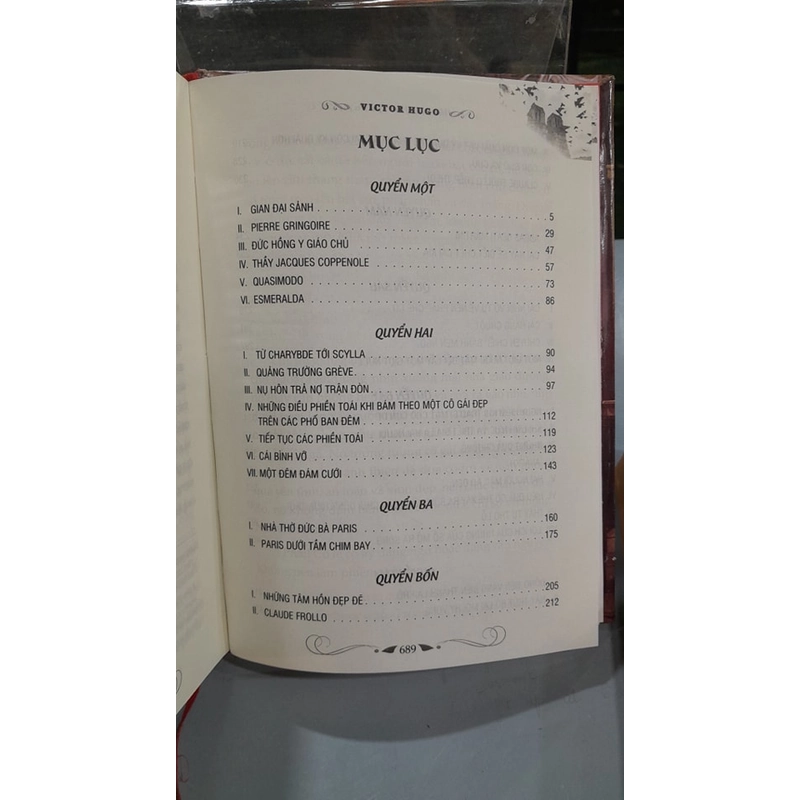 VICTOR HUGO
MỤC LỤC
QUYỂN MỘT
I. GIAN ĐẠI SẢNH . . . . . . . . . . 5
II. PIERRE GRINGOIRE . . . . . . . . . . 29
III. ĐỨC HỒNG Y GIÁO CHỦ . . . . . . . . . . 47
IV. THẦY JACQUES COPPENOLE . . . . . . . . . . 57
V. QUASIMODO . . . . . . . . . . 73
VI. ESMERALDA . . . . . . . . . . 86
QUYỂN HAI
I. TỪ CHARYBDE TỚI SCYLLA . . . . . . . . . . 90
II. QUẢNG TRƯỜNG GRÈVE . . . . . . . . . . 94
III. NỤ HÔN TRẢ NỢ TRẬN ĐÒN . . . . . . . . . . 97
IV. NHỮNG ĐIỀU PHIỀN TOÁI KHI BÁM THEO MỘT CÔ GÁI ĐẸP
TRÊN CÁC PHỐ BAN ĐÊM . . . . . . . . . . 112
V. TIẾP TỤC CÁC PHIỀN TOÁI . . . . . . . . . . 119
VI. CÁI BÌNH VỠ . . . . . . . . . . 123
VII. MỘT ĐÊM ĐÁM CƯỚI . . . . . . . . . . 143
QUYỂN BA
I. NHÀ THỜ ĐỨC BÀ PARIS . . . . . . . . . . 160
II. PARIS DƯỚI TẦM CHIM BAY . . . . . . . . . . 175
QUYỂN BỐN
I. NHỮNG TÂM HỒN ĐẸP ĐẼ . . . . . . . . . . 205
II. CLAUDE FROLLO . . . . . . . . . . 212
689